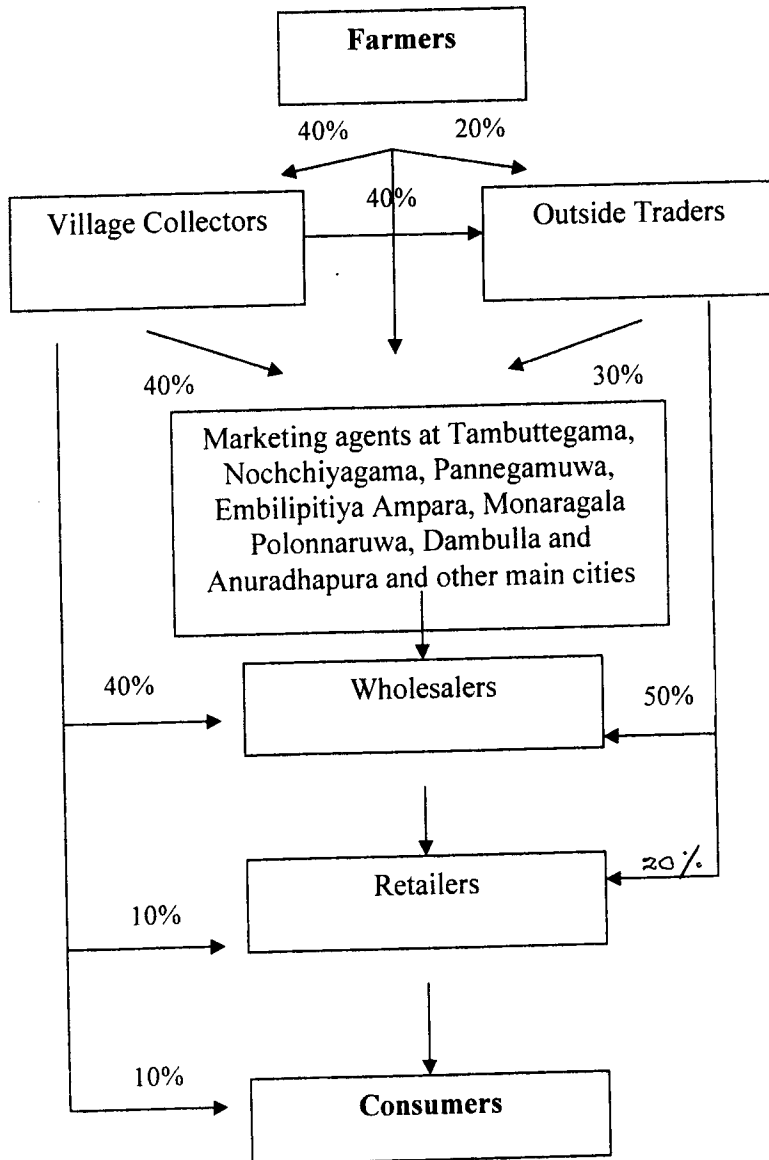 Farmers
40%
20%
40%
Village Collectors
Outside Traders
40%
30%
Marketing agents at Tambuttegama,
Nochchiyagama, Pannegamuwa,
Embilipitiya Ampara, Monaragala
Polonnaruwa, Dambulla and
Anuradhapura and other main cities
40%
Wholesalers
50%
Retailers
20%
10%
10%
Consumers